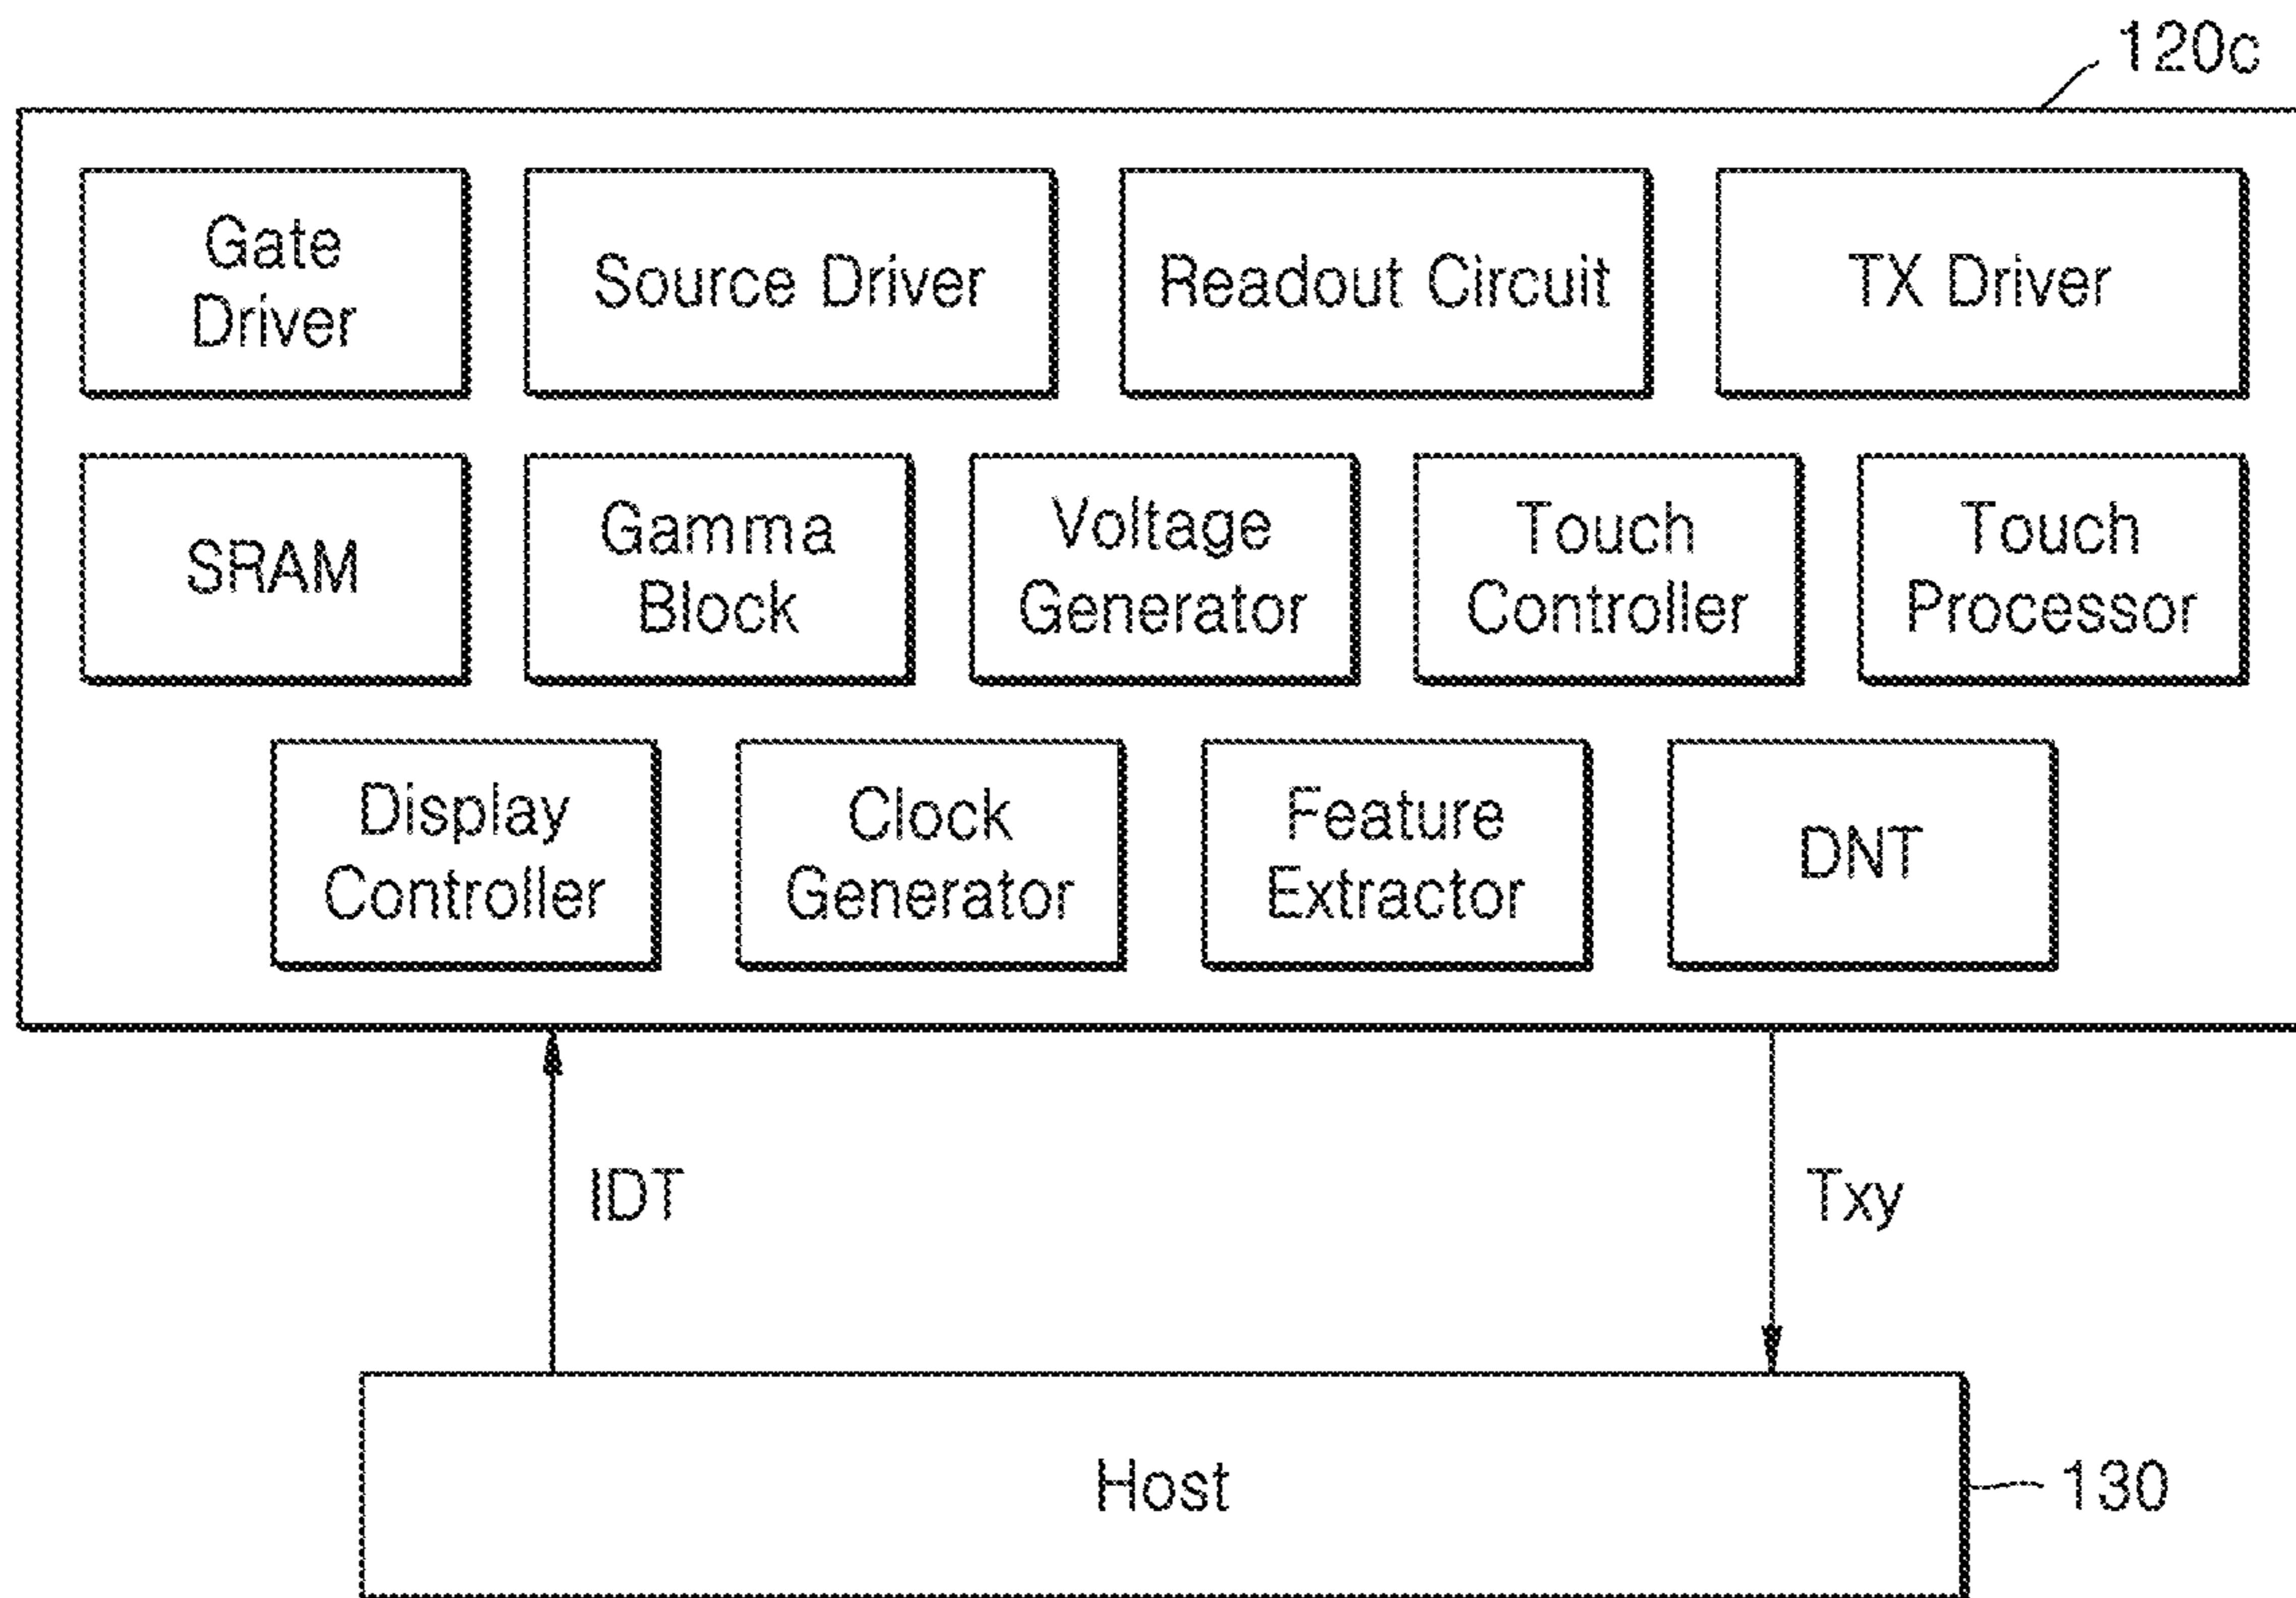 120c
Gate
Driver
Source Driver
Readout Circuit
TX Driver
SRAM
Gamma
Block
Voltage
Generator
Touch
Controller
Touch
Processor
Display
Controller
Clock
Generator
Feature
Extractor
DNT
IDT
Txy
Host
130